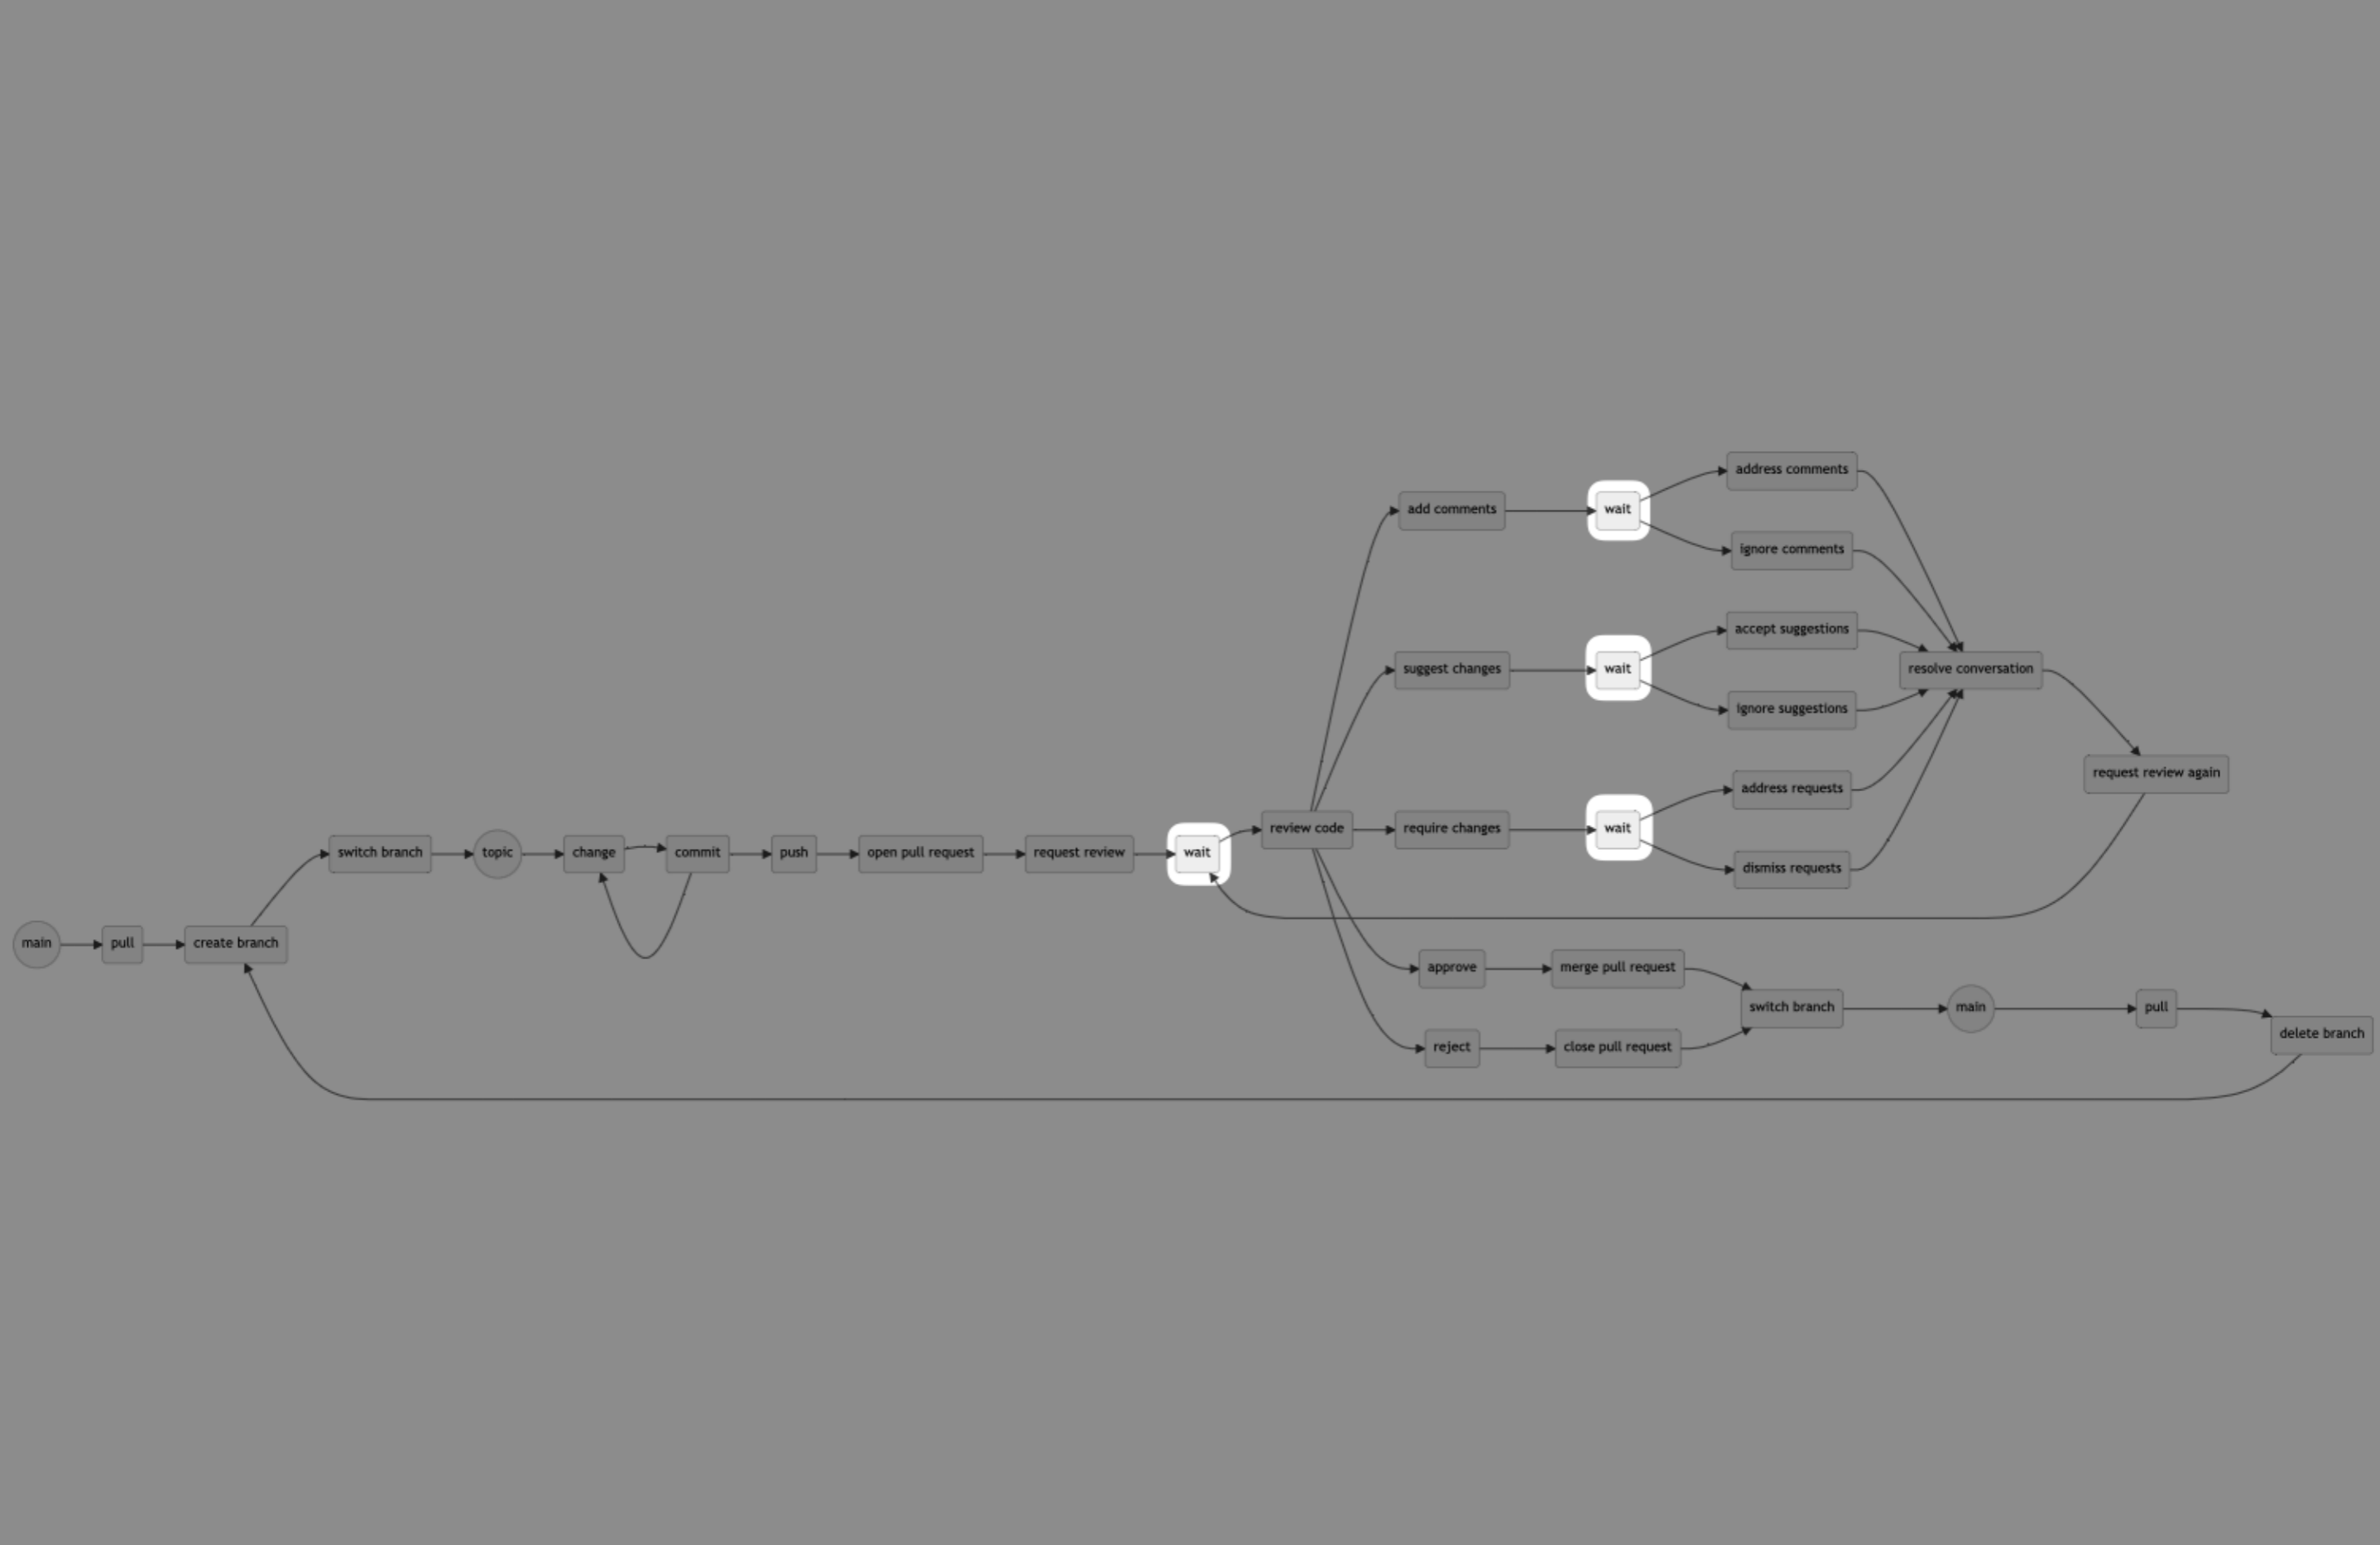 main
pull
create branch
switch branch
topic
change
commit
push
open pull request
request review
wait
review code
add comments
wait
address comments
ignore comments
suggest changes
wait
accept suggestions
ignore suggestions
require changes
wait
address requests
dismiss requests
resolve conversation
request review again
approve
merge pull request
reject
close pull request
switch branch
main
pull
delete branch